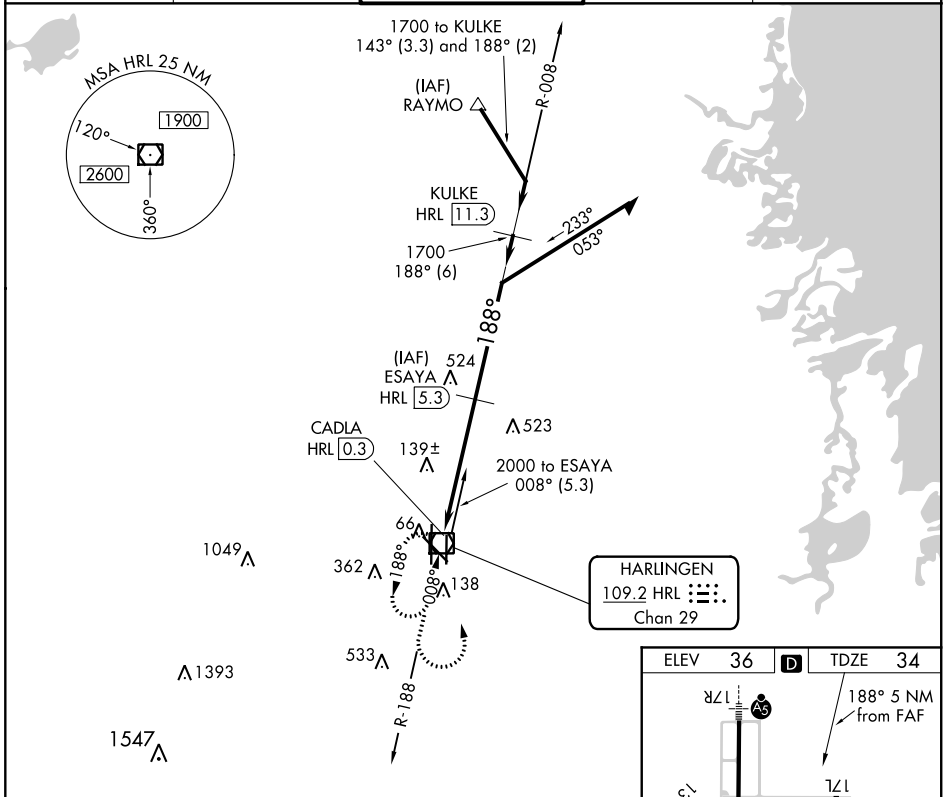 1700 to KULKE
143° (3.3) and 188° (2)
MSA HRL 25 NM
1900
120°
2600
360°
(IAF)
RAYMO
R-008
KULKE
HRL 11.3
1700
188° (6)
233°
053°
188°
(IAF)
ESAYA
HRL 5.3
524
523
CADLA
HRL 0.3
139±
2000 to ESAYA
008° (5.3)
66
1049
362
188°
008°
138
HARLINGEN
109.2 HRL
Chan 29
533
1393
R-188
1547
ELEV 36 D TDZE 34
17R
A5
188° 5 NM
from FAF
17L